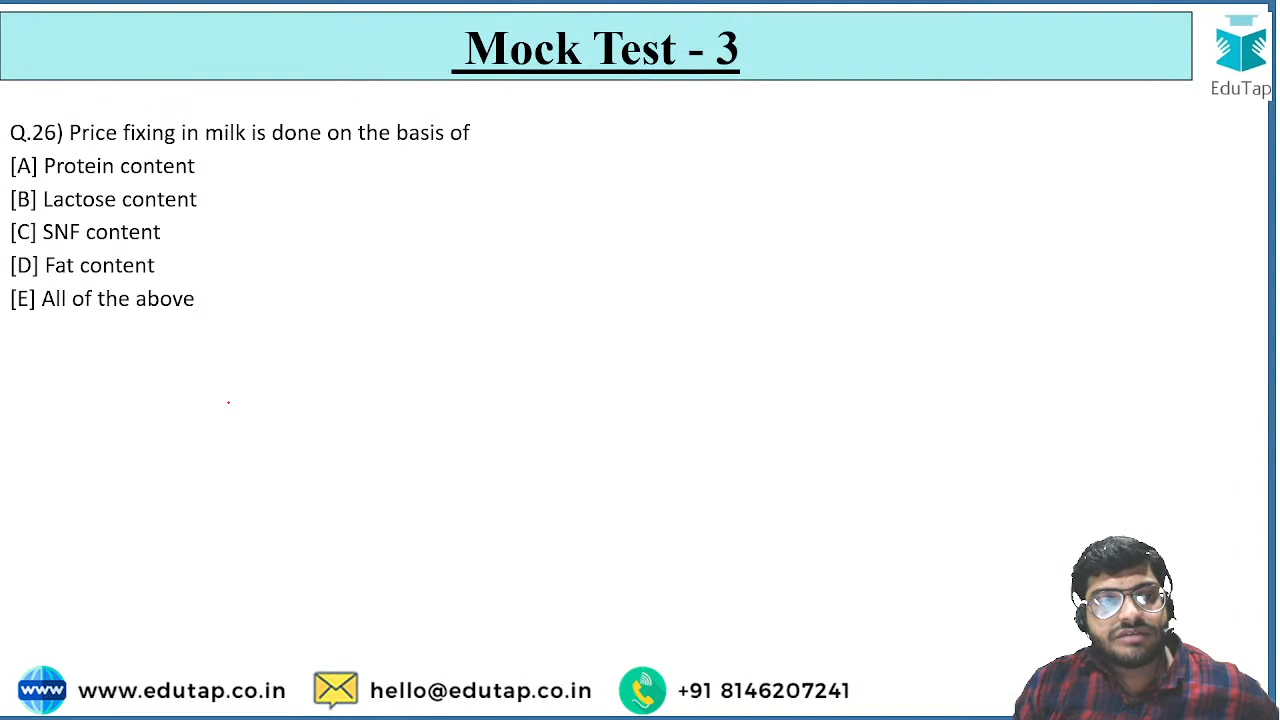 Mock Test - 3
EduTap
Q.26) Price fixing in milk is done on the basis of
[A] Protein content
[B] Lactose content
[C] SNF content
[D] Fat content
[E] All of the above
www www.edutap.co.in hello@edutap.co.in +91 8146207241